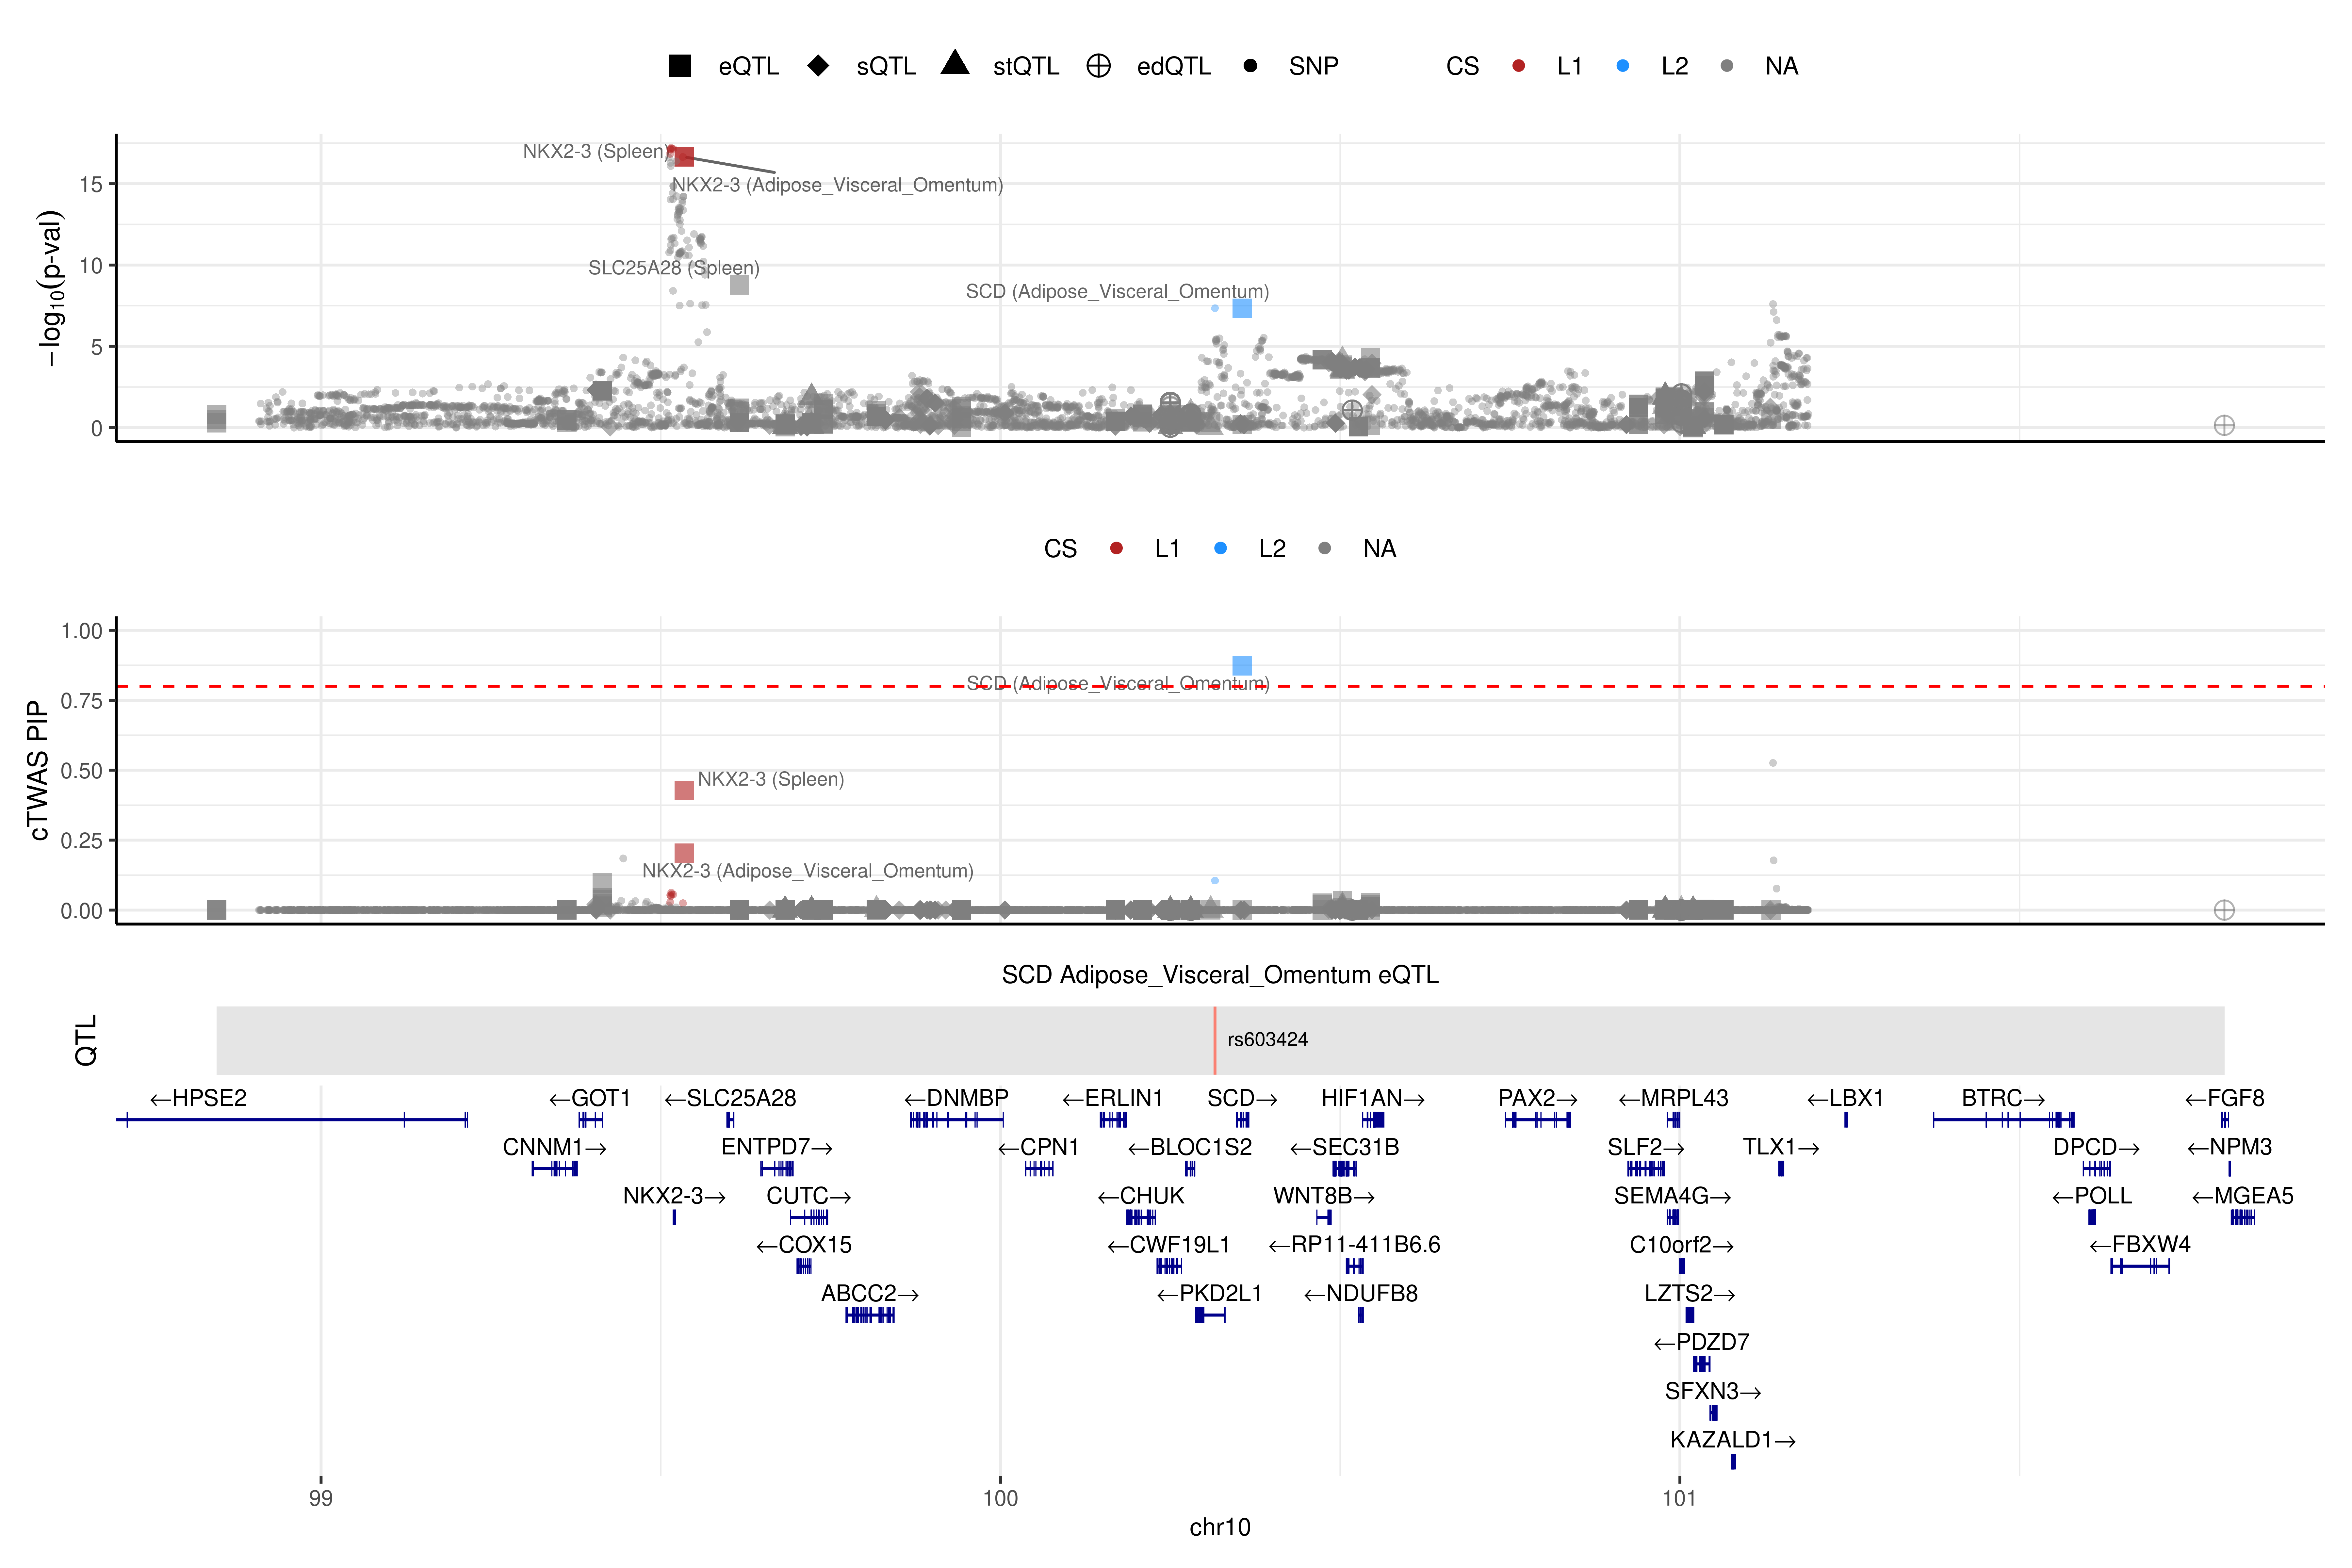 eQTL sQTL stQTL edQTL SNP CS L1 L2 NA
NKX2-3 (Spleen)
NKX2-3 (Adipose_Visceral_Omentum)
SLC25A28 (Spleen)
SCD (Adipose_Visceral_Omentum)
15
10
5
0
−log10(p-val)
CS L1 L2 NA
1.00
0.75
0.50
0.25
0.00
cTWAS PIP
SCD (Adipose_Visceral_Omentum)
NKX2-3 (Spleen)
NKX2-3 (Adipose_Visceral_Omentum)
SCD Adipose_Visceral_Omentum eQTL
QTL
rs603424
←HPSE2 ←GOT1 ←SLC25A28 ←DNMBP ←ERLIN1 SCD→ HIF1AN→ PAX2→ ←MRPL43 ←LBX1 BTRC→ ←FGF8
CNNM1→ ENTPD7→ ←CPN1 ←BLOC1S2 ←SEC31B SLF2→ TLX1→ DPCD→ ←NPM3
NKX2-3→ CUTC→ ←CHUK WNT8B→ SEMA4G→ ←POLL ←MGEA5
←COX15 ←CWF19L1 ←RP11-411B6.6 C10orf2→ ←FBXW4
ABCC2→ ←PKD2L1 ←NDUFB8 LZTS2→
←PDZD7
SFXN3→
KAZALD1→
99 100 101
chr10